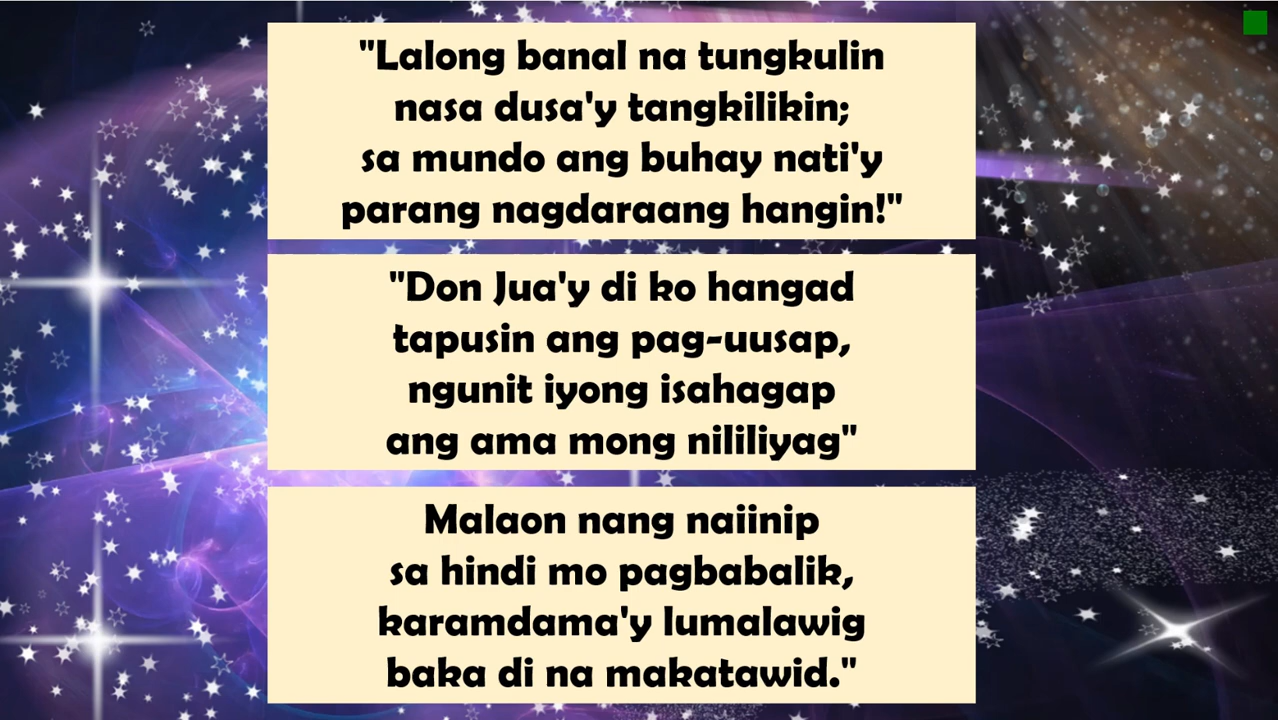 "Lalong banal na tungkulin
nasa dusa'y tangkilikin;
sa mundo ang buhay nati'y
parang nagdaraang hangin!"
"Don Jua'y di ko hangad
tapusin ang pag-uusap,
ngunit iyong isahagap
ang ama mong nililiyag"
Malaon nang naiinip
sa hindi mo pagbabalik,
karamdama'y lumalawig
baka di na makatawid."